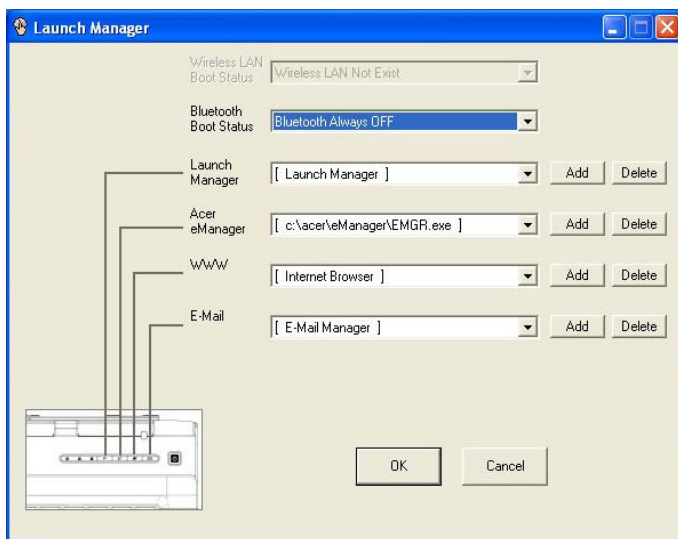 Launch Manager
Wireless LAN
Boot Status
Wireless LAN Not Exist
Bluetooth
Boot Status
Bluetooth Always OFF
Launch
Manager
[ Launch Manager ]
Add
Delete
Acer
eManager
[ c:\acer\eManager\EMGR.exe ]
Add
Delete
WWW
[ Internet Browser ]
Add
Delete
E-Mail
[ E-Mail Manager ]
Add
Delete
OK
Cancel